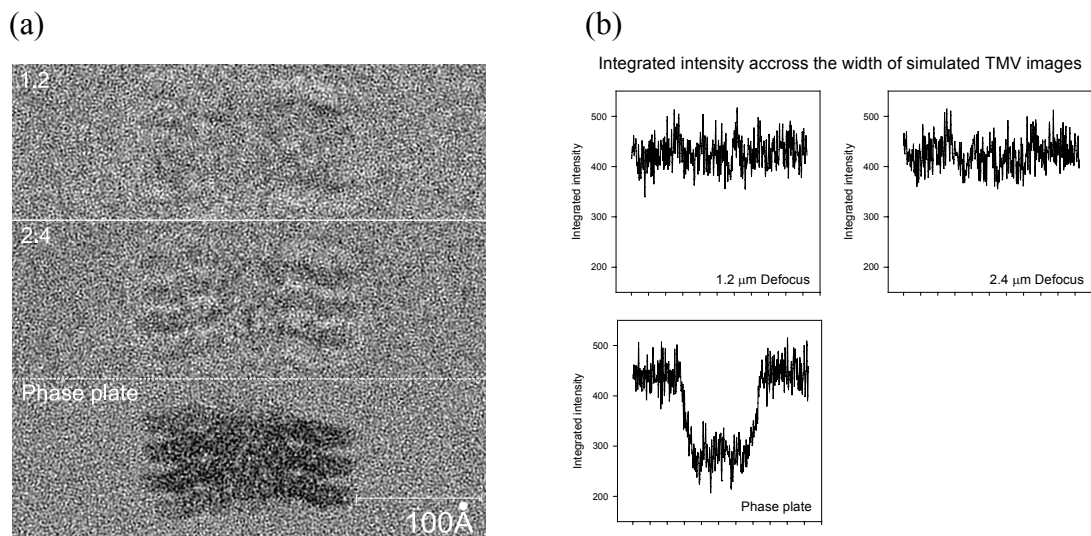 (a)
1.2
2.4
Phase plate
100Å
(b)
Integrated intensity accross the width of simulated TMV images
Integrated intensity
500
400
300
200
1.2 μm Defocus
Integrated intensity
500
400
300
200
2.4 μm Defocus
Integrated intensity
500
400
300
200
Phase plate